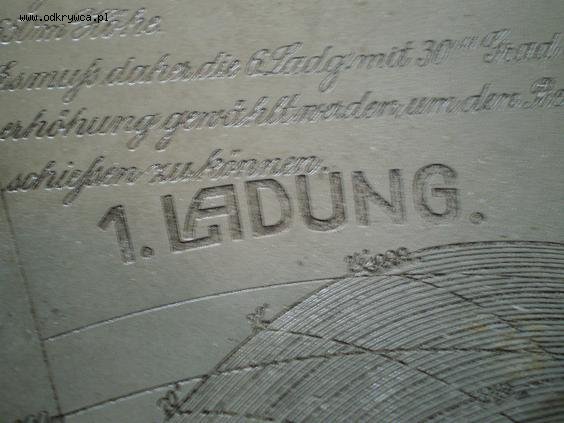 www.odkrywca.pl
Höhe.
Es muß daher die 6 Ladg. mit 30 Grad
erhöhung gewählt werden, um den
schießen zu können.
1. LADUNG.